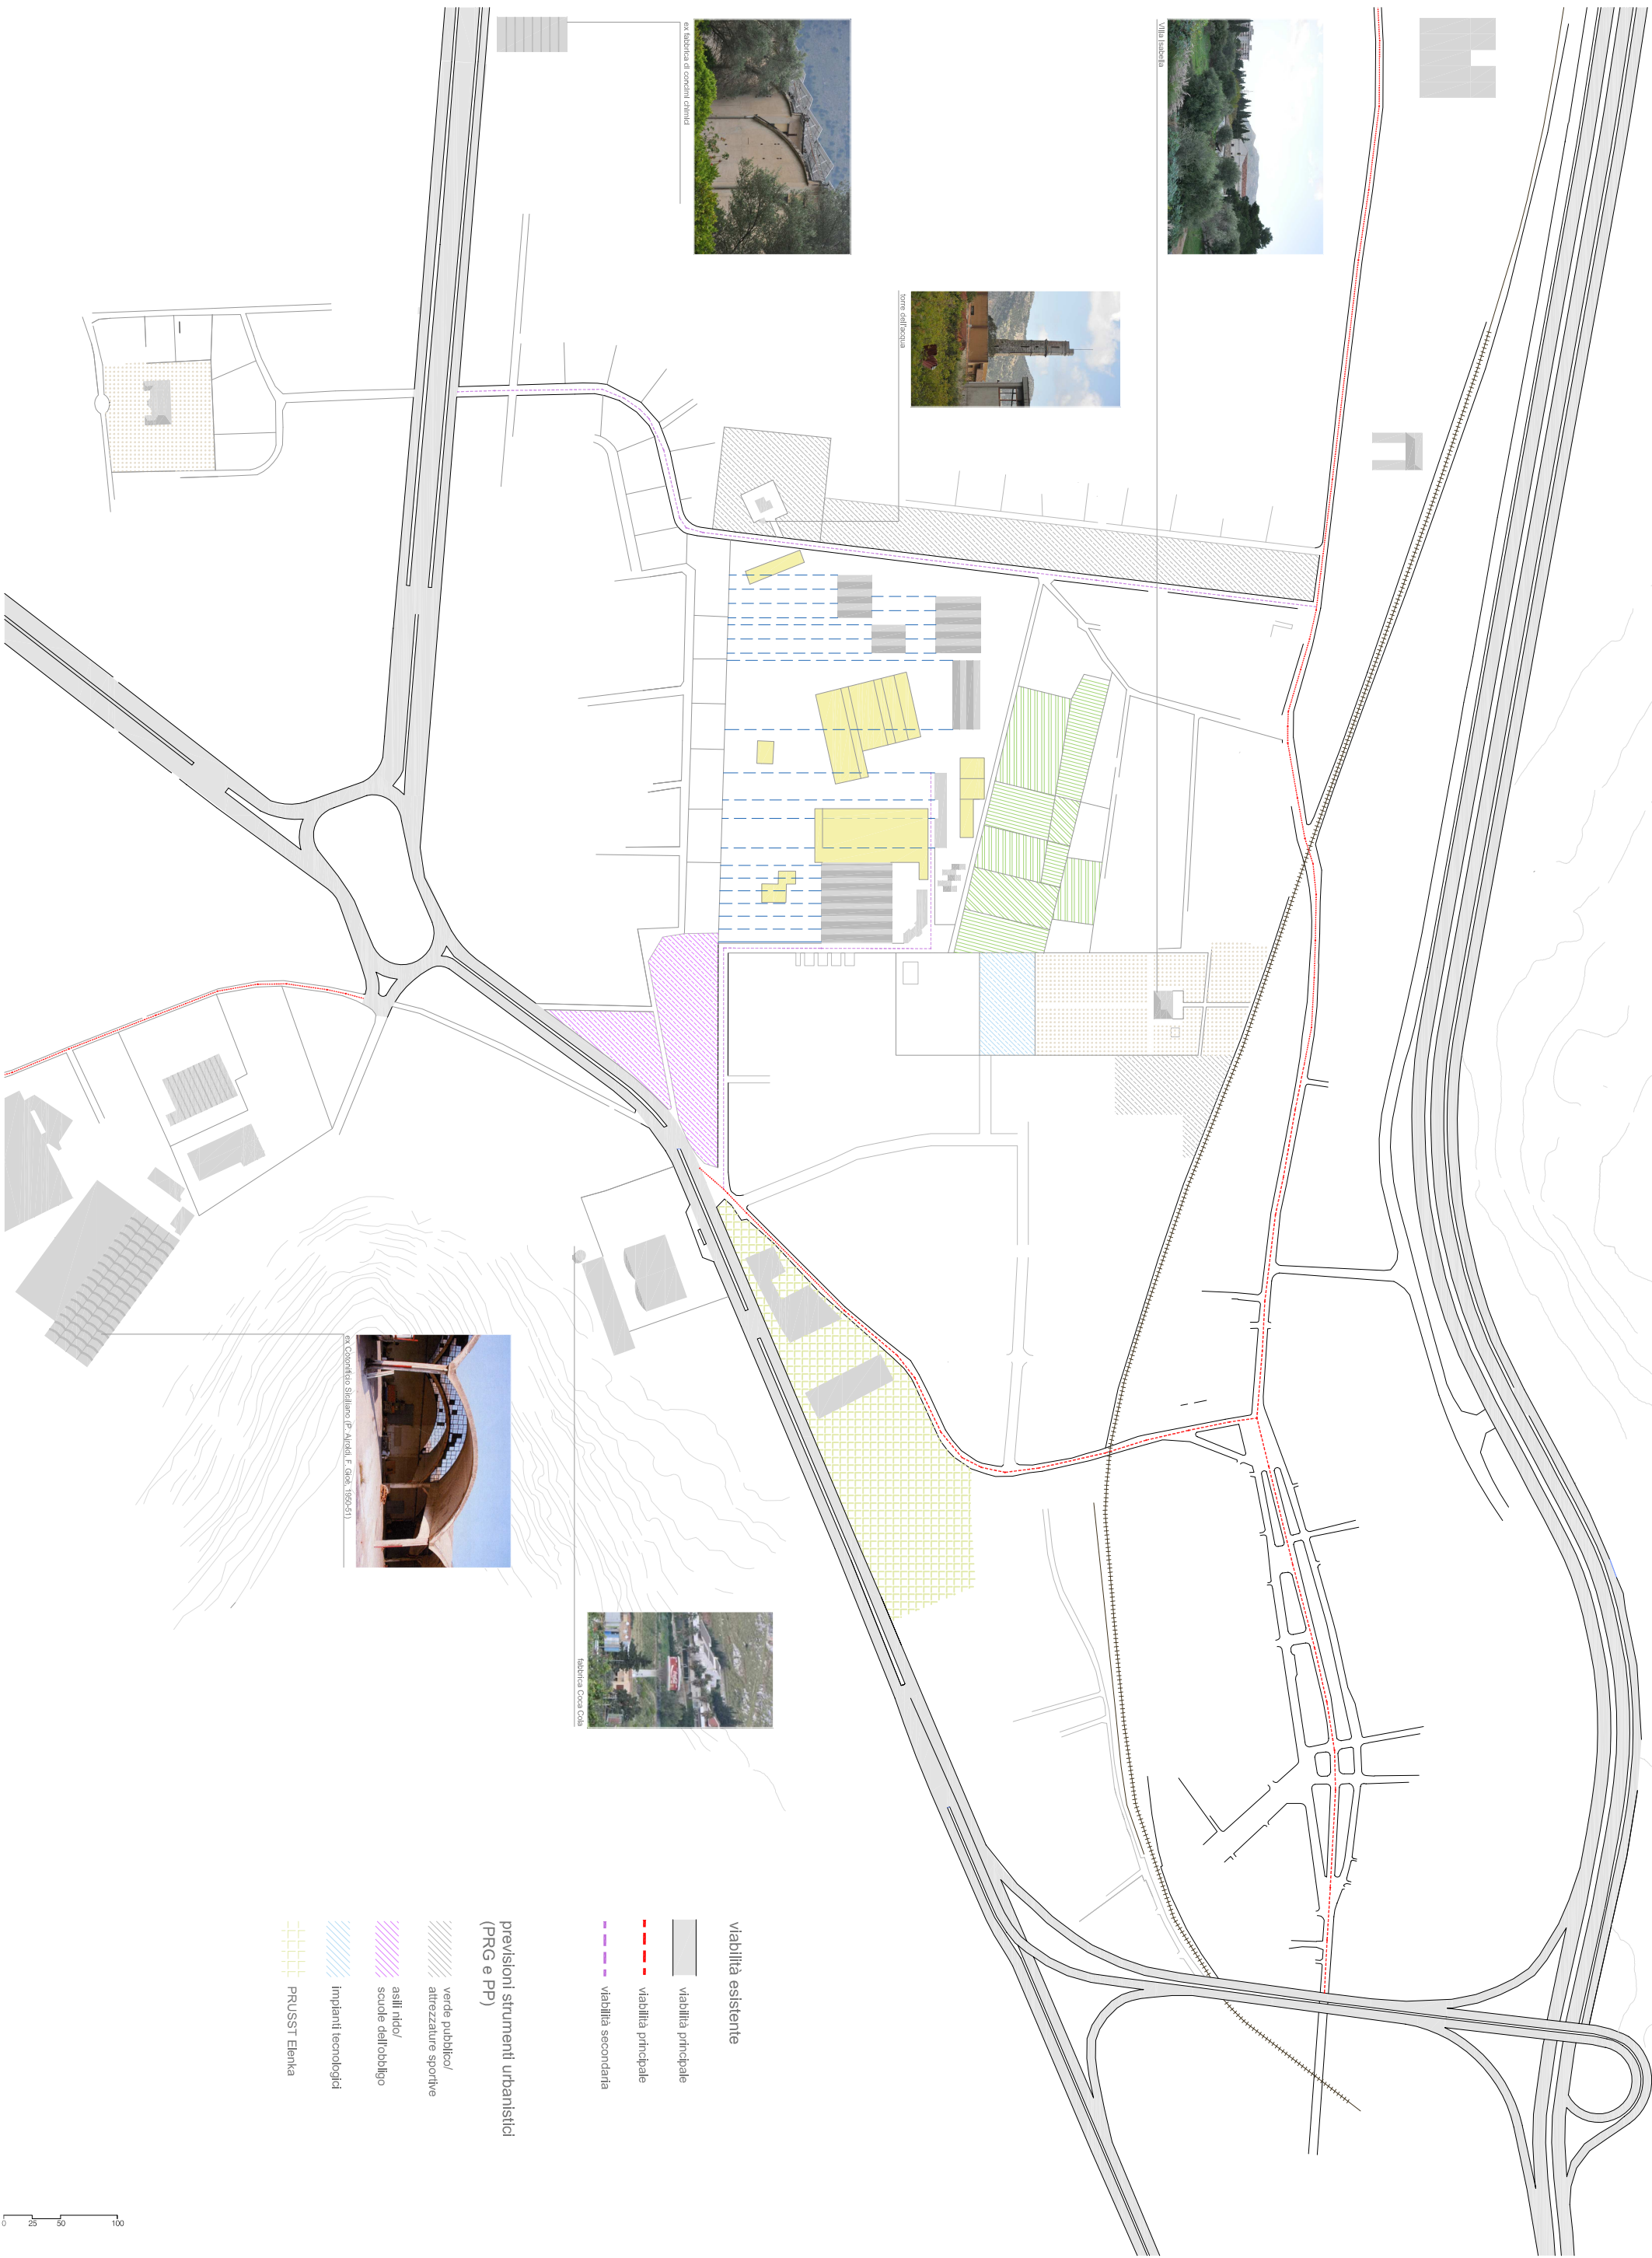 ex fabbrica di concimi chimici
Villa Isabella
torre dell'acqua
ex Cotonificio Siciliano (P. Ajroldi, F. Gioè, 1950-51)
fabbrica Coca Cola
viabilità esistente
viabilità principale
viabilità principale
viabilità secondaria
previsioni strumenti urbanistici
(PRG e PP)
verde pubblico/
attrezzature sportive
asili nido/
scuole dell'obbligo
impianti tecnologici
PRUSST Elenka
0 25 50 100